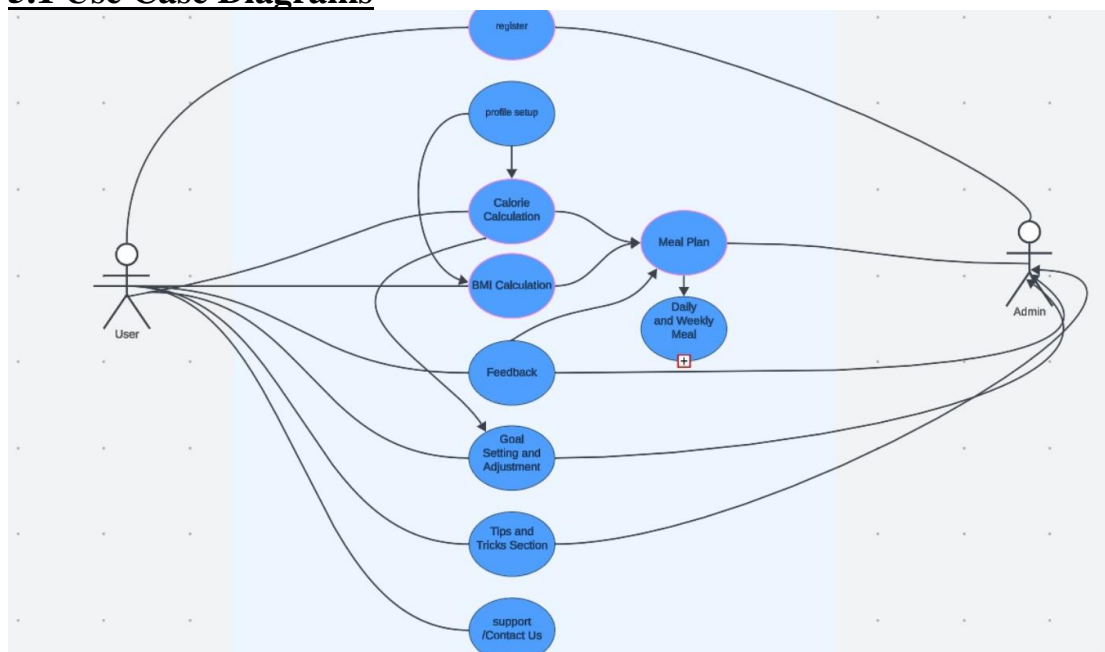 3.1 Use Case Diagrams
register
profile setup
Calorie
Calculation
Meal Plan
BMI Calculation
Daily
and Weekly
Meal
User
Admin
Feedback
Goal
Setting and
Adjustment
Tips and
Tricks Section
support
/Contact Us